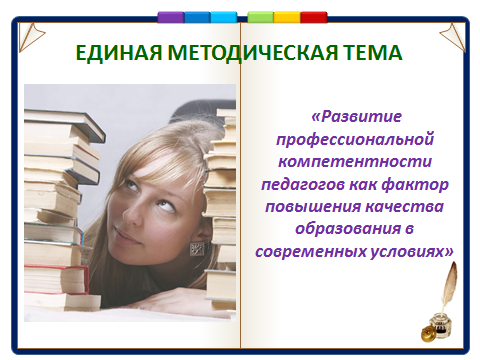 ЕДИНАЯ МЕТОДИЧЕСКАЯ ТЕМА
«Развитие
профессиональной
компетентности
педагогов как фактор
повышения качества
образования в
современных условиях»